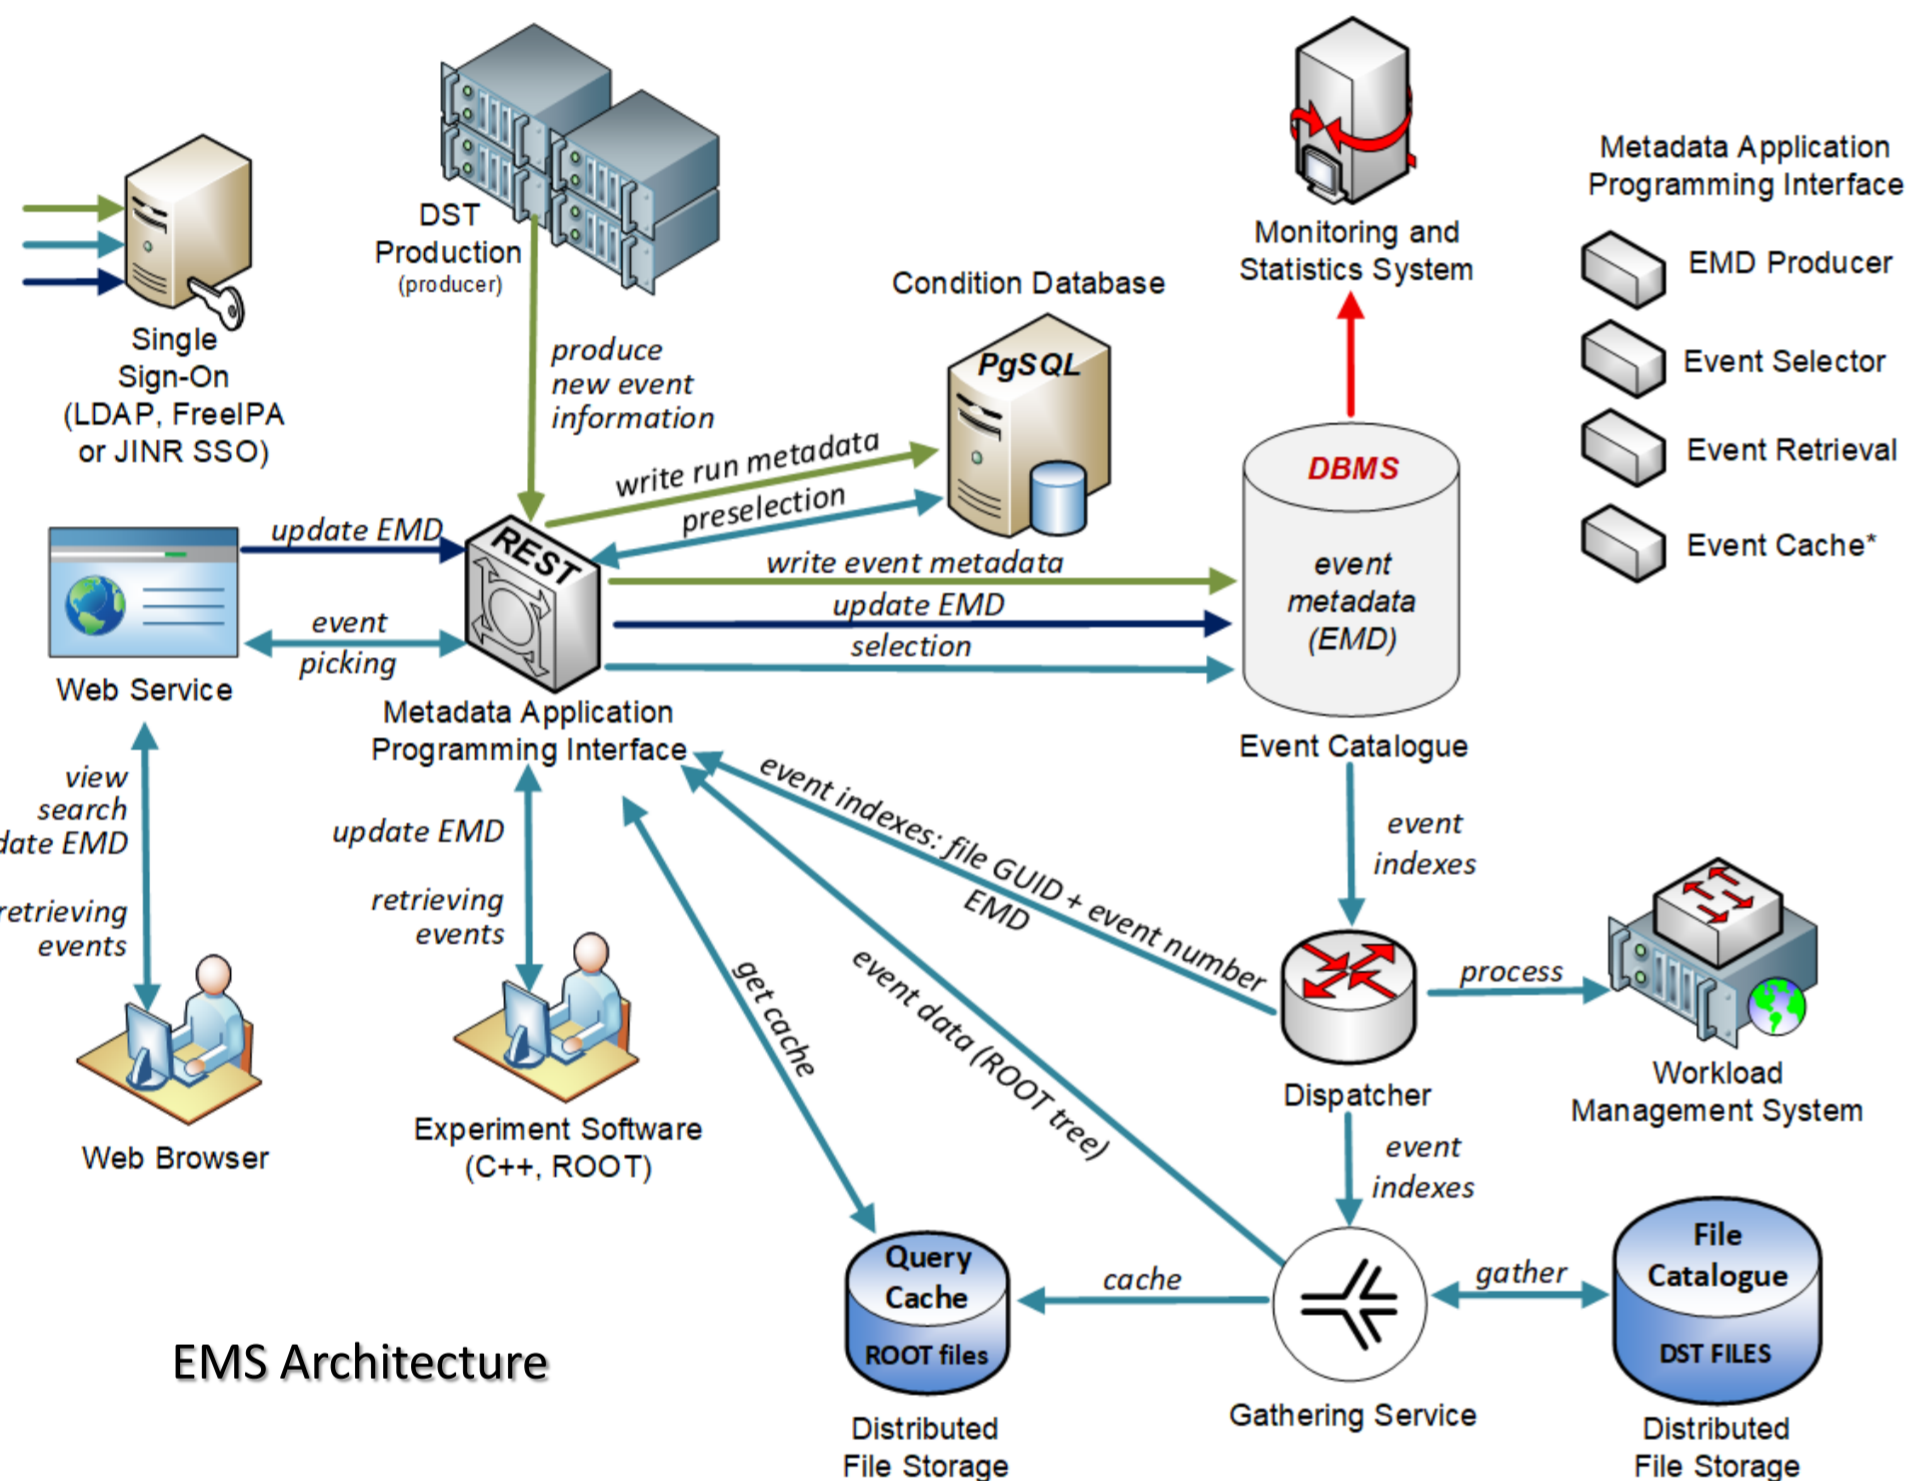 Single
Sign-On
(LDAP, FreeIPA
or JINR SSO)
DST
Production
(producer)
produce
new event
information
Condition Database
PgSQL
Monitoring and
Statistics System
Metadata Application
Programming Interface
EMD Producer
Event Selector
Event Retrieval
Event Cache*
write run metadata
preselection
update EMD
REST
write event metadata
update EMD
selection
DBMS
event
metadata
(EMD)
Event Catalogue
event
picking
Web Service
Metadata Application
Programming Interface
view
search
date EMD
retrieving
events
Web Browser
update EMD
retrieving
events
Experiment Software
(C++, ROOT)
event indexes: file GUID + event number
EMD
event data (ROOT tree)
get cache
event
indexes
Dispatcher
process
Workload
Management System
event
indexes
Query
Cache
ROOT files
Distributed
File Storage
cache
Gathering Service
gather
File
Catalogue
DST FILES
Distributed
File Storage
EMS Architecture